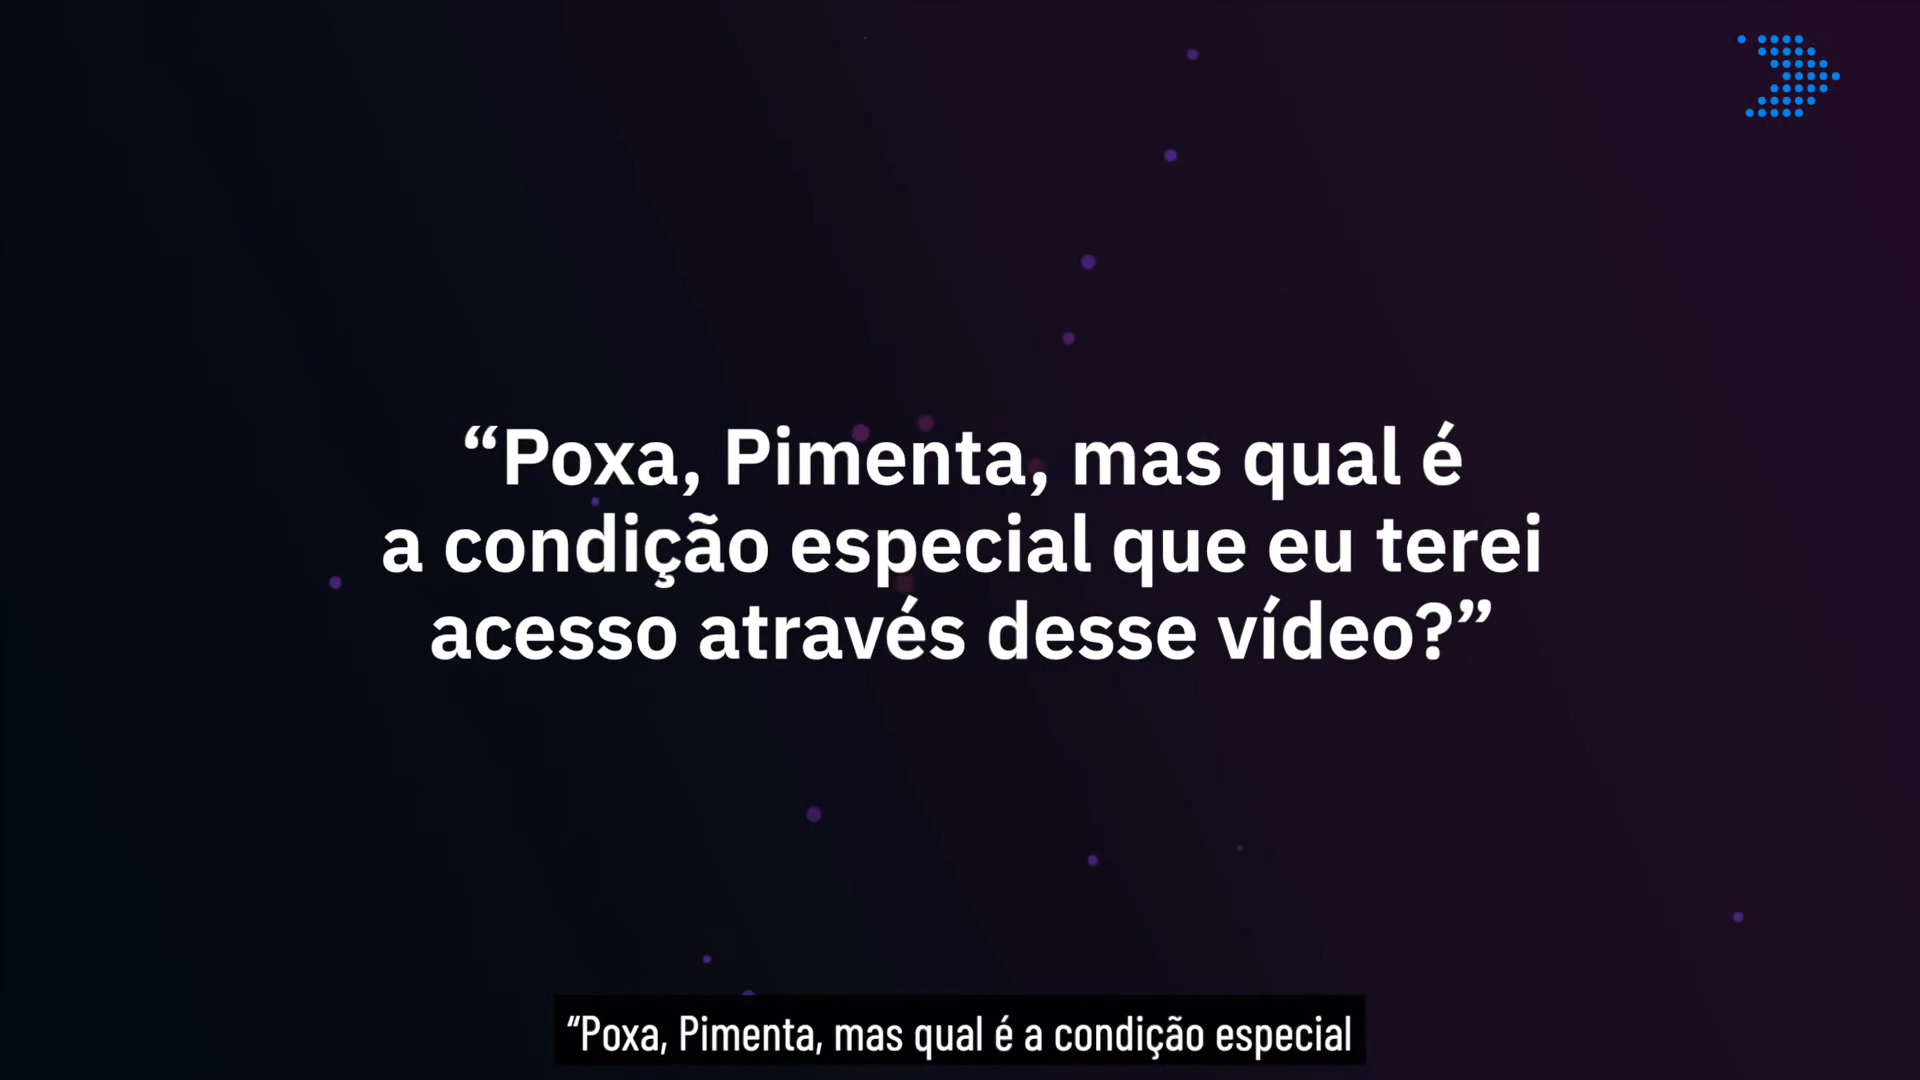 “Poxa, Pimenta, mas qual é
a condição especial que eu terei
acesso através desse vídeo?”
“Poxa, Pimenta, mas qual é a condição especial